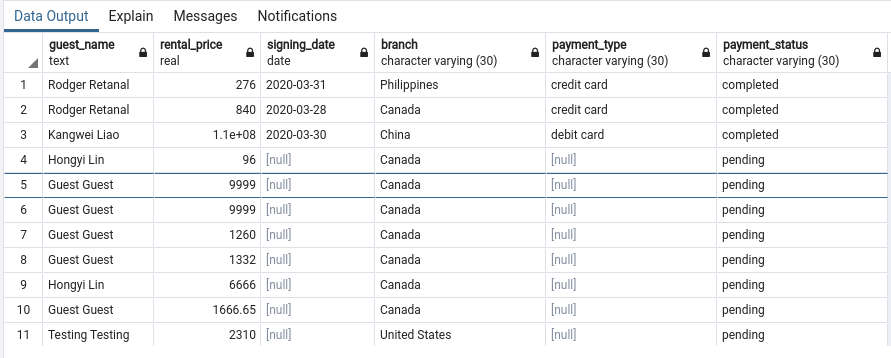 Data Output Explain Messages Notifications
guest_name rental_price signing_date branch payment_type payment_status
text real date character varying (30) character varying (30) character varying (30)
1 Rodger Retanal 276 2020-03-31 Philippines credit card completed
2 Rodger Retanal 840 2020-03-28 Canada credit card completed
3 Kangwei Liao 1.1e+08 2020-03-30 China debit card completed
4 Hongyi Lin 96 [null] Canada [null] pending
5 Guest Guest 9999 [null] Canada [null] pending
6 Guest Guest 9999 [null] Canada [null] pending
7 Guest Guest 1260 [null] Canada [null] pending
8 Guest Guest 1332 [null] Canada [null] pending
9 Hongyi Lin 6666 [null] Canada [null] pending
10 Guest Guest 1666.65 [null] Canada [null] pending
11 Testing Testing 2310 [null] United States [null] pending